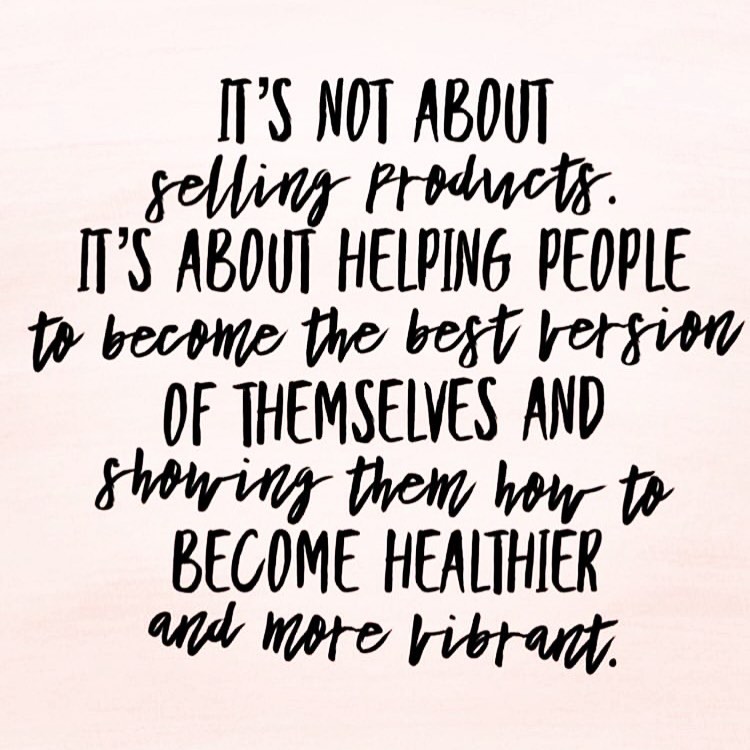 IT'S NOT ABOUT
selling products.
IT'S ABOUT HELPING PEOPLE
to become the best version
OF THEMSELVES AND
showing them how to
BECOME HEALTHIER
and more vibrant.